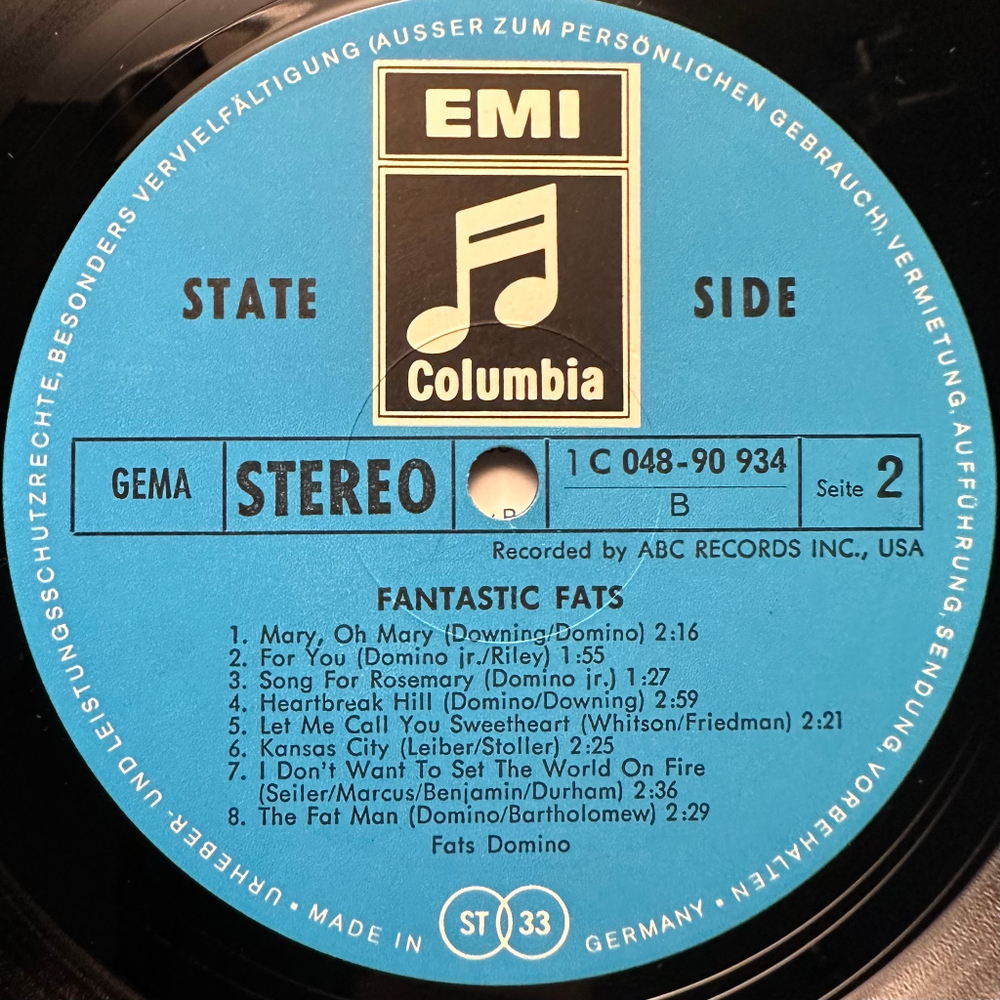 URHEBER- UND LEISTUNGSSCHUTZRECHTE, BESONDERS VERVIELFÄLTIGUNG (AUSSER ZUM PERSÖNLICHEN GEBRAUCH), VERMIETUNG, AUFFÜHRUNG, SENDUNG, VORBEHALTEN
EMI
STATE SIDE
Columbia
GEMA STEREO 1 C 048-90 934 Seite 2
B
Recorded by ABC RECORDS INC., USA
FANTASTIC FATS
1. Mary, Oh Mary (Downing/Domino) 2:16
2. For You (Domino jr./Riley) 1:55
3. Song For Rosemary (Domino jr.) 1:27
4. Heartbreak Hill (Domino/Downing) 2:59
5. Let Me Call You Sweetheart (Whitson/Friedman) 2:21
6. Kansas City (Leiber/Stoller) 2:25
7. I Don't Want To Set The World On Fire
(Seiler/Marcus/Benjamin/Durham) 2:36
8. The Fat Man (Domino/Bartholomew) 2:29
Fats Domino
MADE IN ST 33 GERMANY